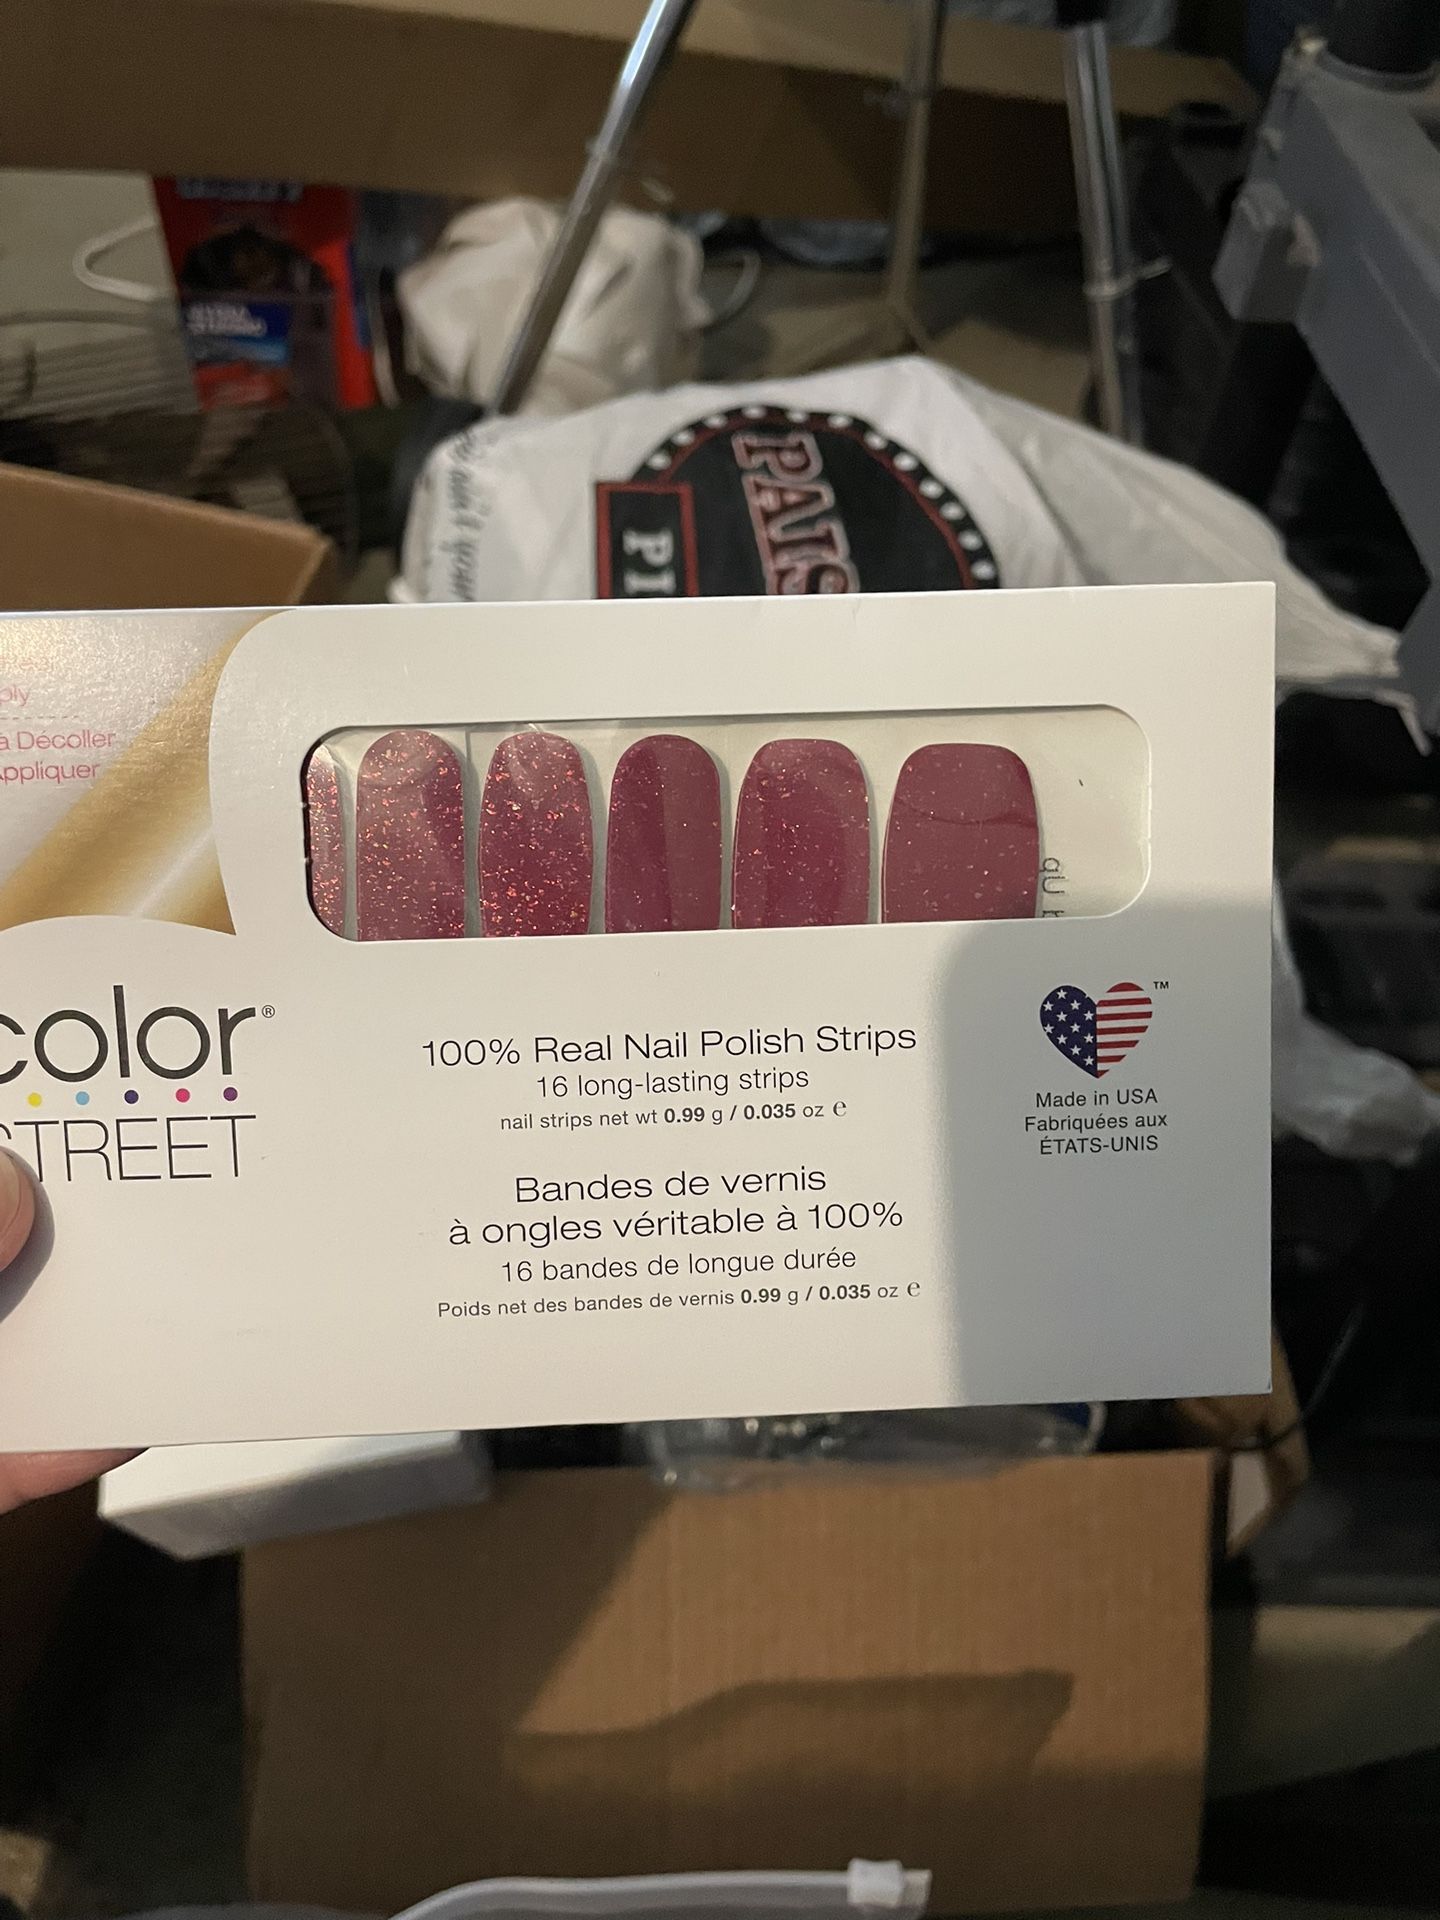 PAIS
PI
ply
à Décoller
Appliquer
color®
STREET
100% Real Nail Polish Strips
16 long-lasting strips
nail strips net wt 0.99 g / 0.035 oz ℮
Bandes de vernis
à ongles véritable à 100%
16 bandes de longue durée
Poids net des bandes de vernis 0.99 g / 0.035 oz ℮
TM
Made in USA
Fabriquées aux
ÉTATS-UNIS